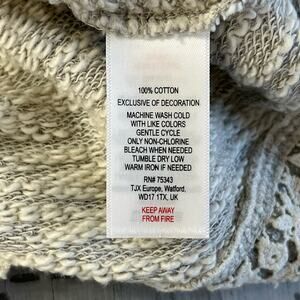 100% COTTON
EXCLUSIVE OF DECORATION
MACHINE WASH COLD
WITH LIKE COLORS
GENTLE CYCLE
ONLY NON-CHLORINE
BLEACH WHEN NEEDED
TUMBLE DRY LOW
WARM IRON IF NEEDED
RN# 75343
TJX Europe, Watford,
WD17 1TX, UK
KEEP AWAY
FROM FIRE